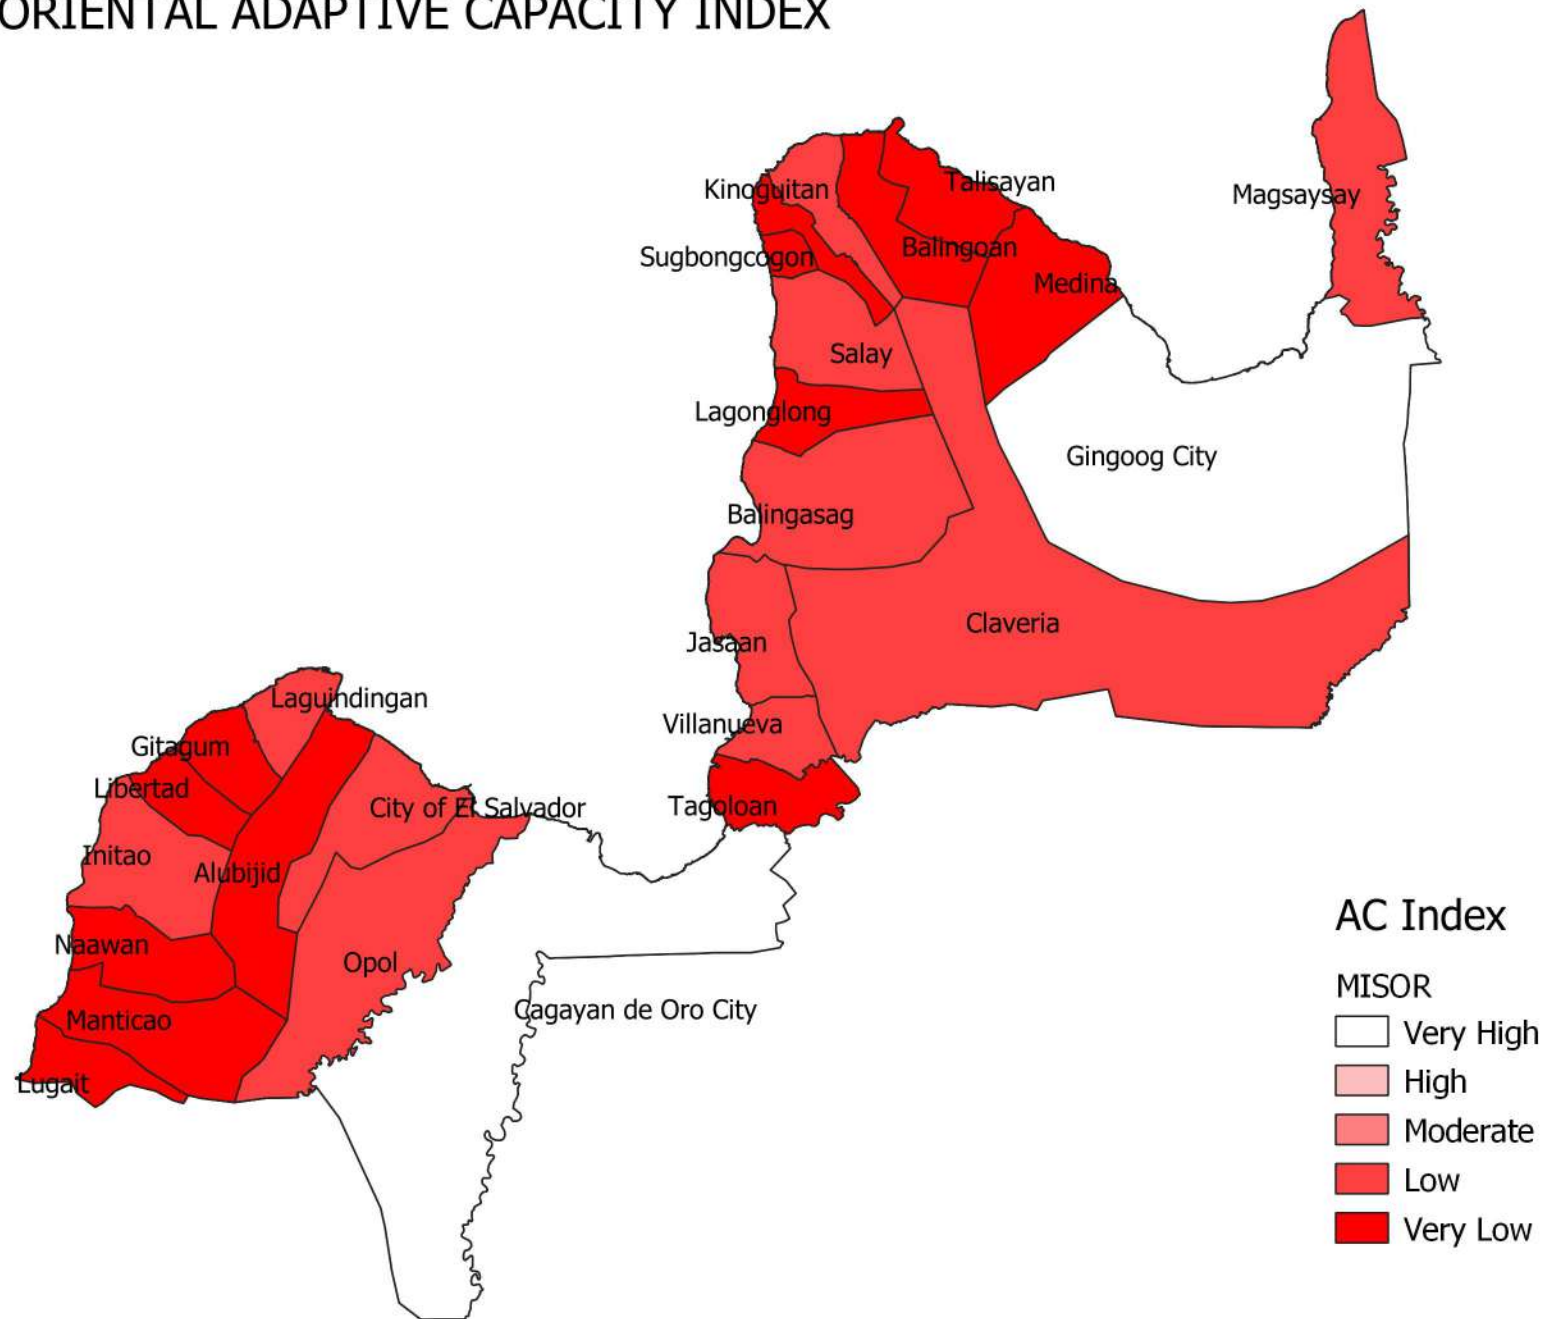 ORIENTAL ADAPTIVE CAPACITY INDEX
Kinoguitan
Talisayan
Magsaysay
Sugbongcogon
Balingoan
Medina
Salay
Lagonglong
Gingoog City
Balingasag
Claveria
Jasaan
Laguindingan
Villanueva
Gitagum
Libertad
City of El Salvador
Tagoloan
Initao
Alubijid
Naawan
Opol
Manticao
Cagayan de Oro City
Lugait
AC Index
MISOR
Very High
High
Moderate
Low
Very Low